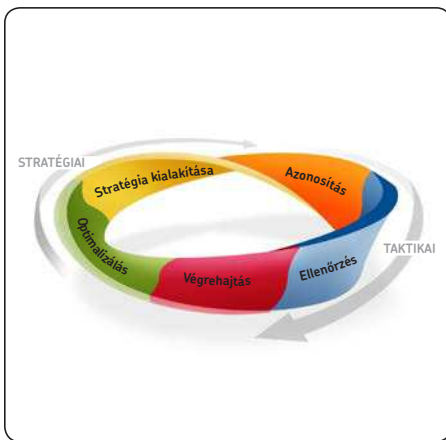 STRATÉGIAI
Stratégia kialakítása
Azonosítás
Optimalizálás
Végrehajtás
Ellenőrzés
TAKTIKAI